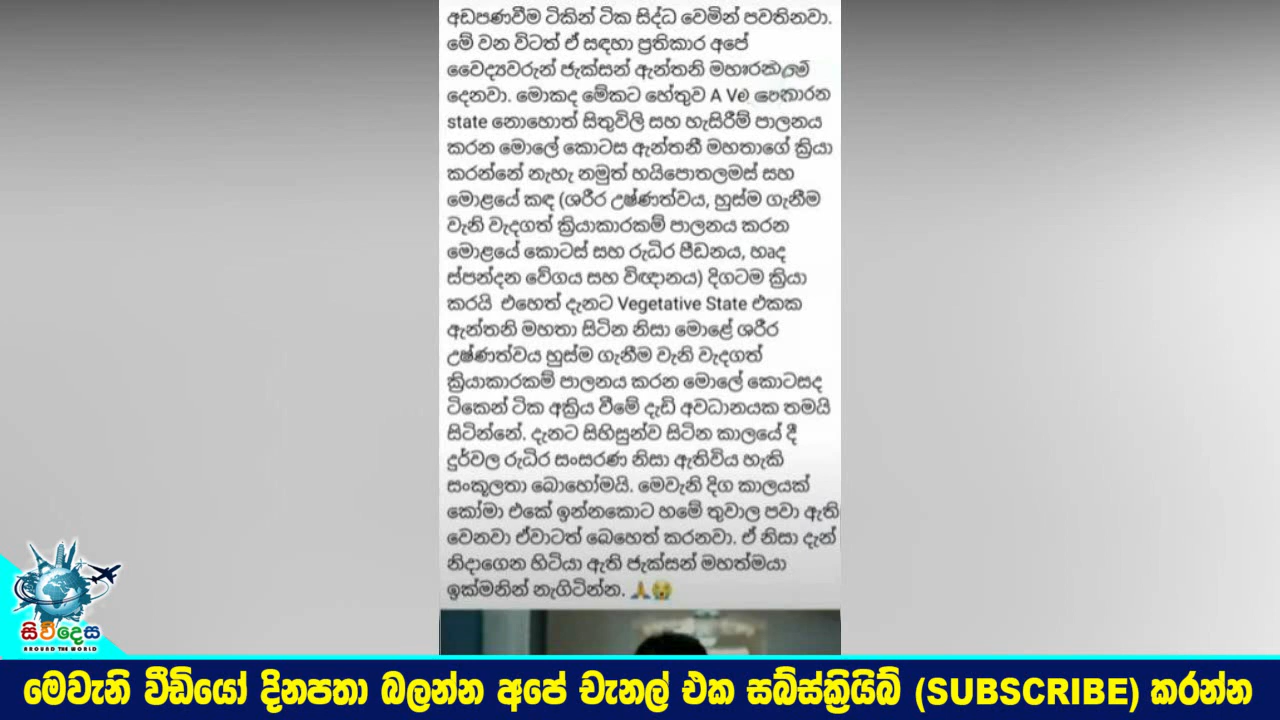 අඩපණවීම ටිකින් ටික සිද්ධ වෙමින් පවතිනවා.
මේ වන විටත් ඒ සඳහා ප්‍රතිකාර අපේ
වෛද්‍යවරුන් ජැක්සන් ඇන්තනි
දෙනවා. මොකද මේකට හේතුව A Ve
state නොහොත් සිතුවිලි සහ හැසිරීම් පාලනය
කරන මොලේ කොටස ඇන්තනී මහතාගේ ක්‍රියා
කරන්නේ නැහැ නමුත් හයිපොතලමස් සහ
මොළයේ කඳ (ශරීර උෂ්ණත්වය, හුස්ම ගැනීම
වැනි වැදගත් ක්‍රියාකාරකම් පාලනය කරන
මොළයේ කොටස් සහ රුධිර පීඩනය, හෘද
ස්පන්දන වේගය සහ විඥානය) දිගටම ක්‍රියා
කරයි එහෙත් දැනට Vegetative State එකක
ඇන්තනි මහතා සිටින නිසා මොළේ ශරීර
උෂ්ණත්වය හුස්ම ගැනීම වැනි වැදගත්
ක්‍රියාකාරකම් පාලනය කරන මොලේ කොටසද
ටිකෙන් ටික අක්‍රිය වීමේ දැඩි අවධානයක තමයි
සිටින්නේ. දැනට සිහිසුන්ව සිටින කාලයේ දී
දුර්වල රුධිර සංසරණ නිසා ඇතිවිය හැකි
සංකූලතා බොහෝමයි. මෙවැනි දිග කාලයක්
කෝමා එකේ ඉන්නකොට හමේ තුවාල පවා ඇති
වෙනවා ඒවාටත් බෙහෙත් කරනවා. ඒ නිසා දැන්
නිදාගෙන හිටියා ඇති ජැක්සන් මහත්මයා
ඉක්මනින් නැගිටින්න. 🙏😭
සිව්දෙස
AROUND THE WORLD
මෙවැනි වීඩියෝ දිනපතා බලන්න අපේ චැනල් එක සබ්ස්ක්‍රයිබ් (SUBSCRIBE) කරන්න